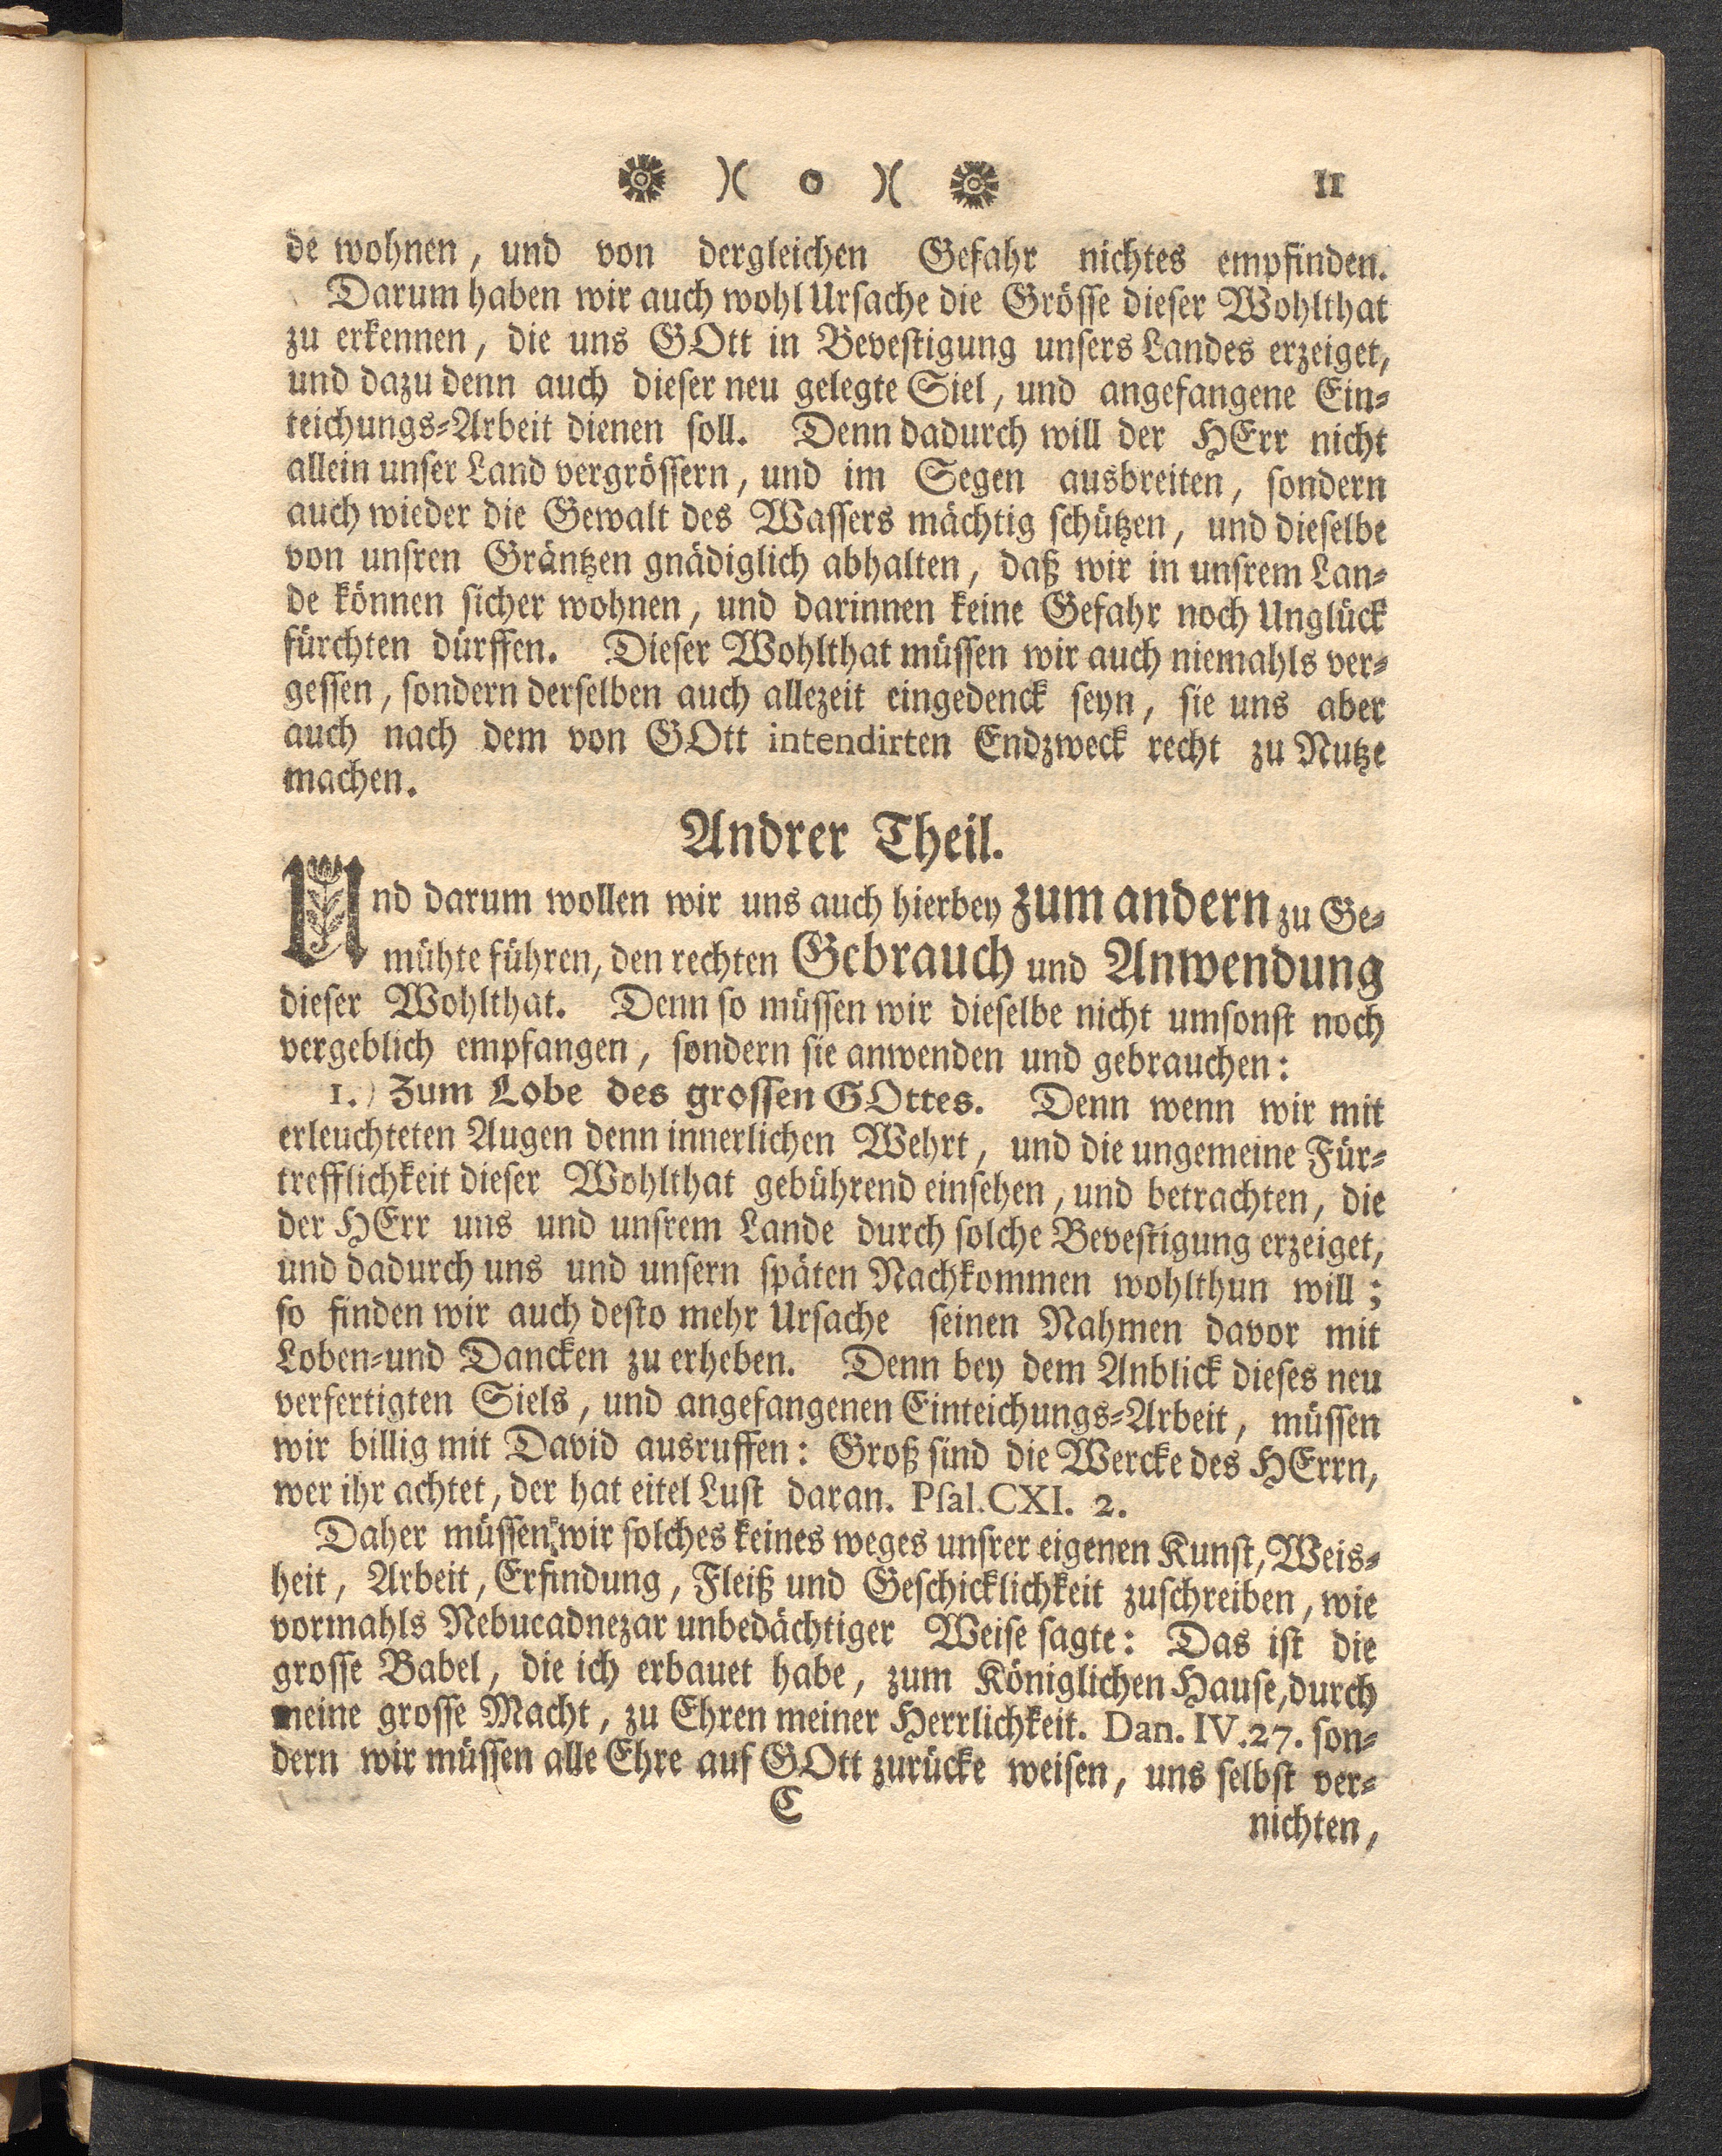 )( o )( 11
de wohnen, und von dergleichen Gefahr nichtes empfinden.
Darum haben wir auch wohl Ursache die Grösse dieser Wohlthat
zu erkennen, die uns GOtt in Bevestigung unsers Landes erzeiget,
und dazu denn auch dieser neu gelegte Siel, und angefangene Ein-
teichungs-Arbeit dienen soll. Denn dadurch will der HErr nicht
allein unser Land vergrössern, und im Segen ausbreiten, sondern
auch wieder die Gewalt des Wassers mächtig schützen, und dieselbe
von unsren Gräntzen gnädiglich abhalten, daß wir in unsrem Lan-
de können sicher wohnen, und darinnen keine Gefahr noch Unglück
fürchten dürffen. Dieser Wohlthat müssen wir auch niemahls ver-
gessen, sondern derselben auch allezeit eingedenck seyn, sie uns aber
auch nach dem von GOtt intendirten Endzweck recht zu Nutze
machen.
Andrer Theil.
Und darum wollen wir uns auch hierbey zum andern zu Ge-
mühte führen, den rechten Gebrauch und Anwendung
dieser Wohlthat. Denn so müssen wir dieselbe nicht umsonst noch
vergeblich empfangen, sondern sie anwenden und gebrauchen:
1.) Zum Lobe des grossen GOttes. Denn wenn wir mit
erleuchteten Augen denn innerlichen Wehrt, und die ungemeine Für-
trefflichkeit dieser Wohlthat gebührend einsehen, und betrachten, die
der HErr uns und unsrem Lande durch solche Bevestigung erzeiget,
und dadurch uns und unsern späten Nachkommen wohlthun will;
so finden wir auch desto mehr Ursache seinen Nahmen davor mit
Loben-und Dancken zu erheben. Denn bey dem Anblick dieses neu
verfertigten Siels, und angefangenen Einteichungs-Arbeit, müssen
wir billig mit David ausruffen: Groß sind die Wercke des HErrn,
wer ihr achtet, der hat eitel Lust daran. Psal. CXI. 2.
Daher müssen wir solches keines weges unsrer eigenen Kunst, Weis-
heit, Arbeit, Erfindung, Fleiß und Geschicklichkeit zuschreiben, wie
vormahls Nebucadnezar unbedächtiger Weise sagte: Das ist die
grosse Babel, die ich erbauet habe, zum Königlichen Hause, durch
meine grosse Macht, zu Ehren meiner Herrlichkeit. Dan. IV. 27. son-
dern wir müssen alle Ehre auf GOtt zurücke weisen, uns selbst ver-
C nichten,